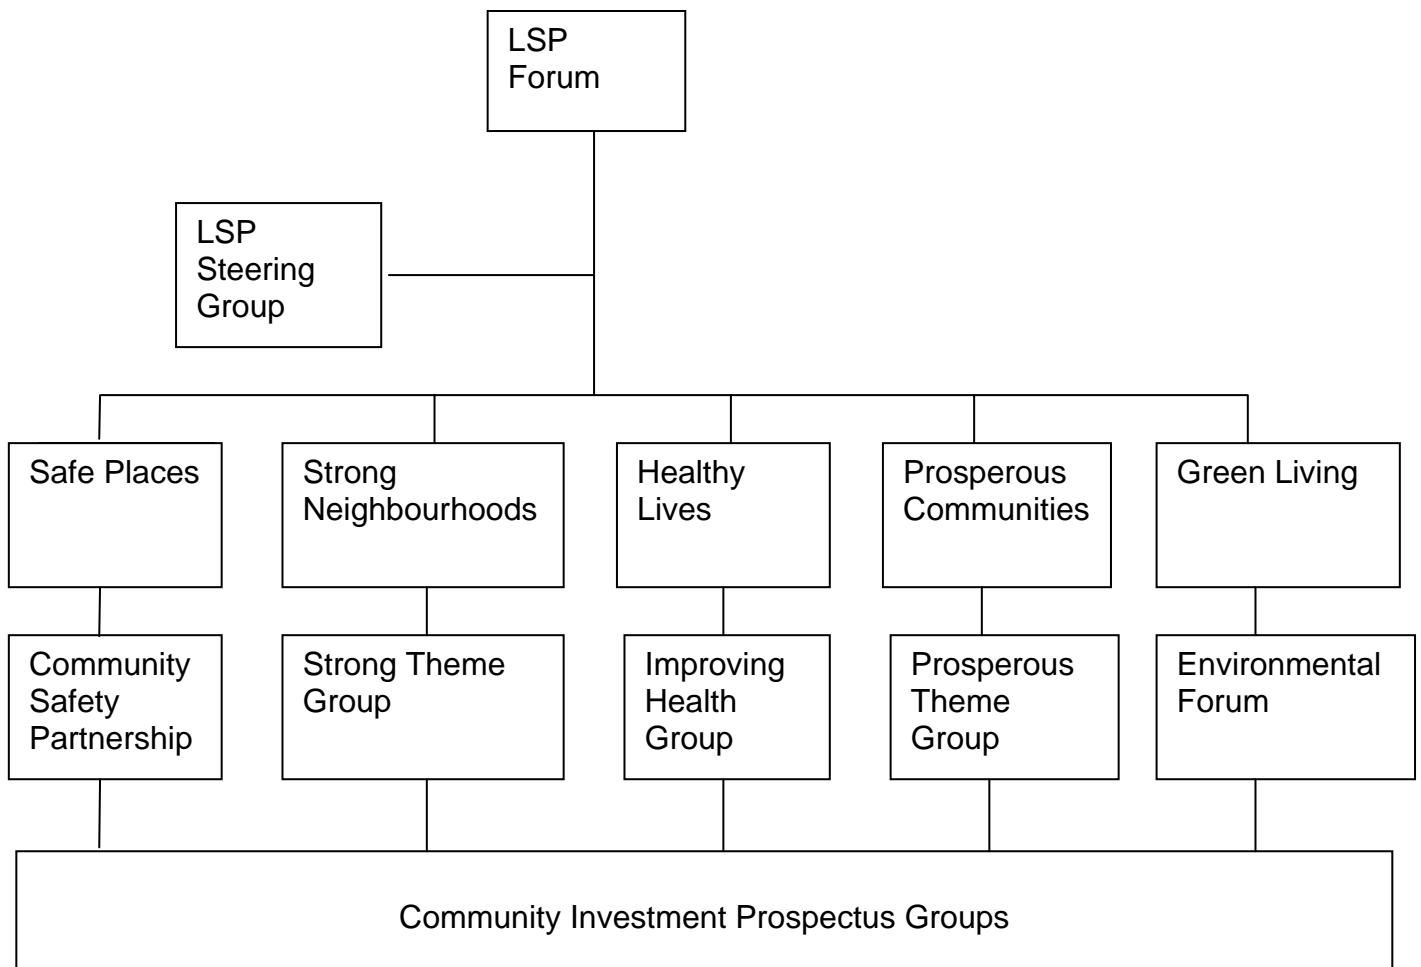 LSP
Forum
LSP
Steering
Group
Safe Places
Strong
Neighbourhoods
Healthy
Lives
Prosperous
Communities
Green Living
Community
Safety
Partnership
Strong Theme
Group
Improving
Health
Group
Prosperous
Theme
Group
Environmental
Forum
Community Investment Prospectus Groups